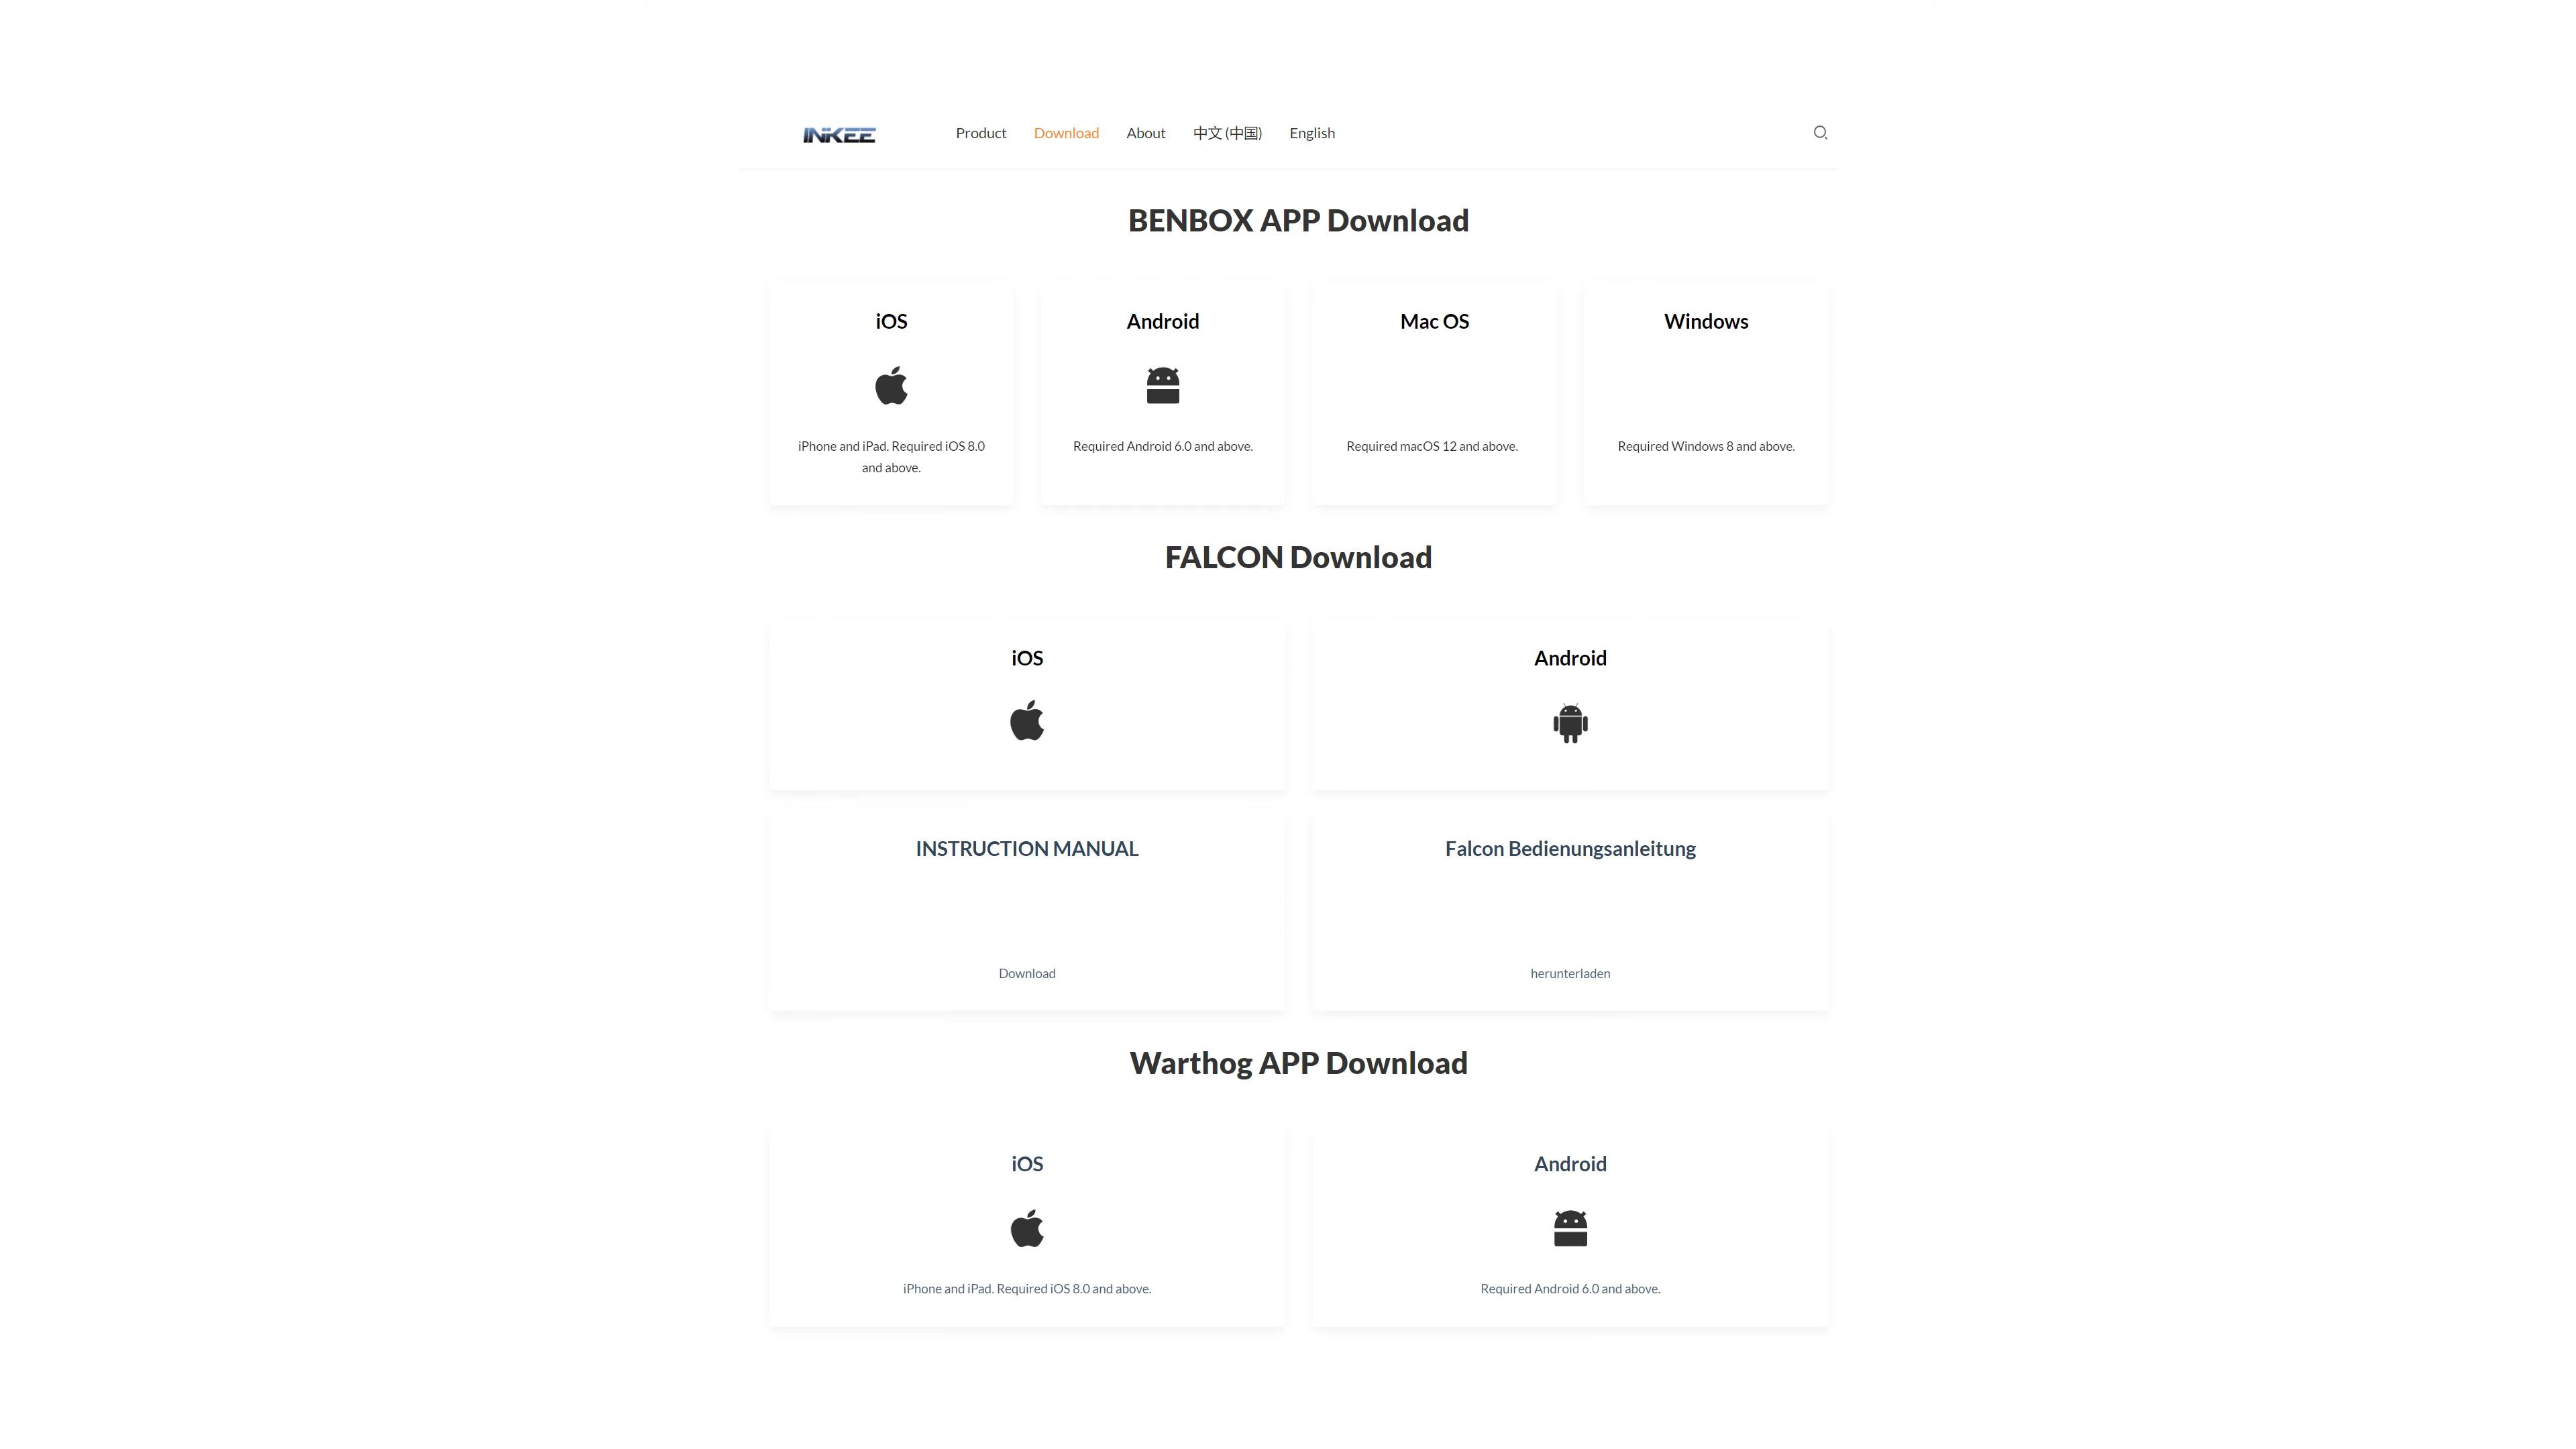 INKEE
Product
Download
About
中文 (中国)
English
BENBOX APP Download
iOS
iPhone and iPad. Required iOS 8.0
and above.
Android
Required Android 6.0 and above.
Mac OS
Required macOS 12 and above.
Windows
Required Windows 8 and above.
FALCON Download
iOS
Android
INSTRUCTION MANUAL
Download
Falcon Bedienungsanleitung
herunterladen
Warthog APP Download
iOS
iPhone and iPad. Required iOS 8.0 and above.
Android
Required Android 6.0 and above.